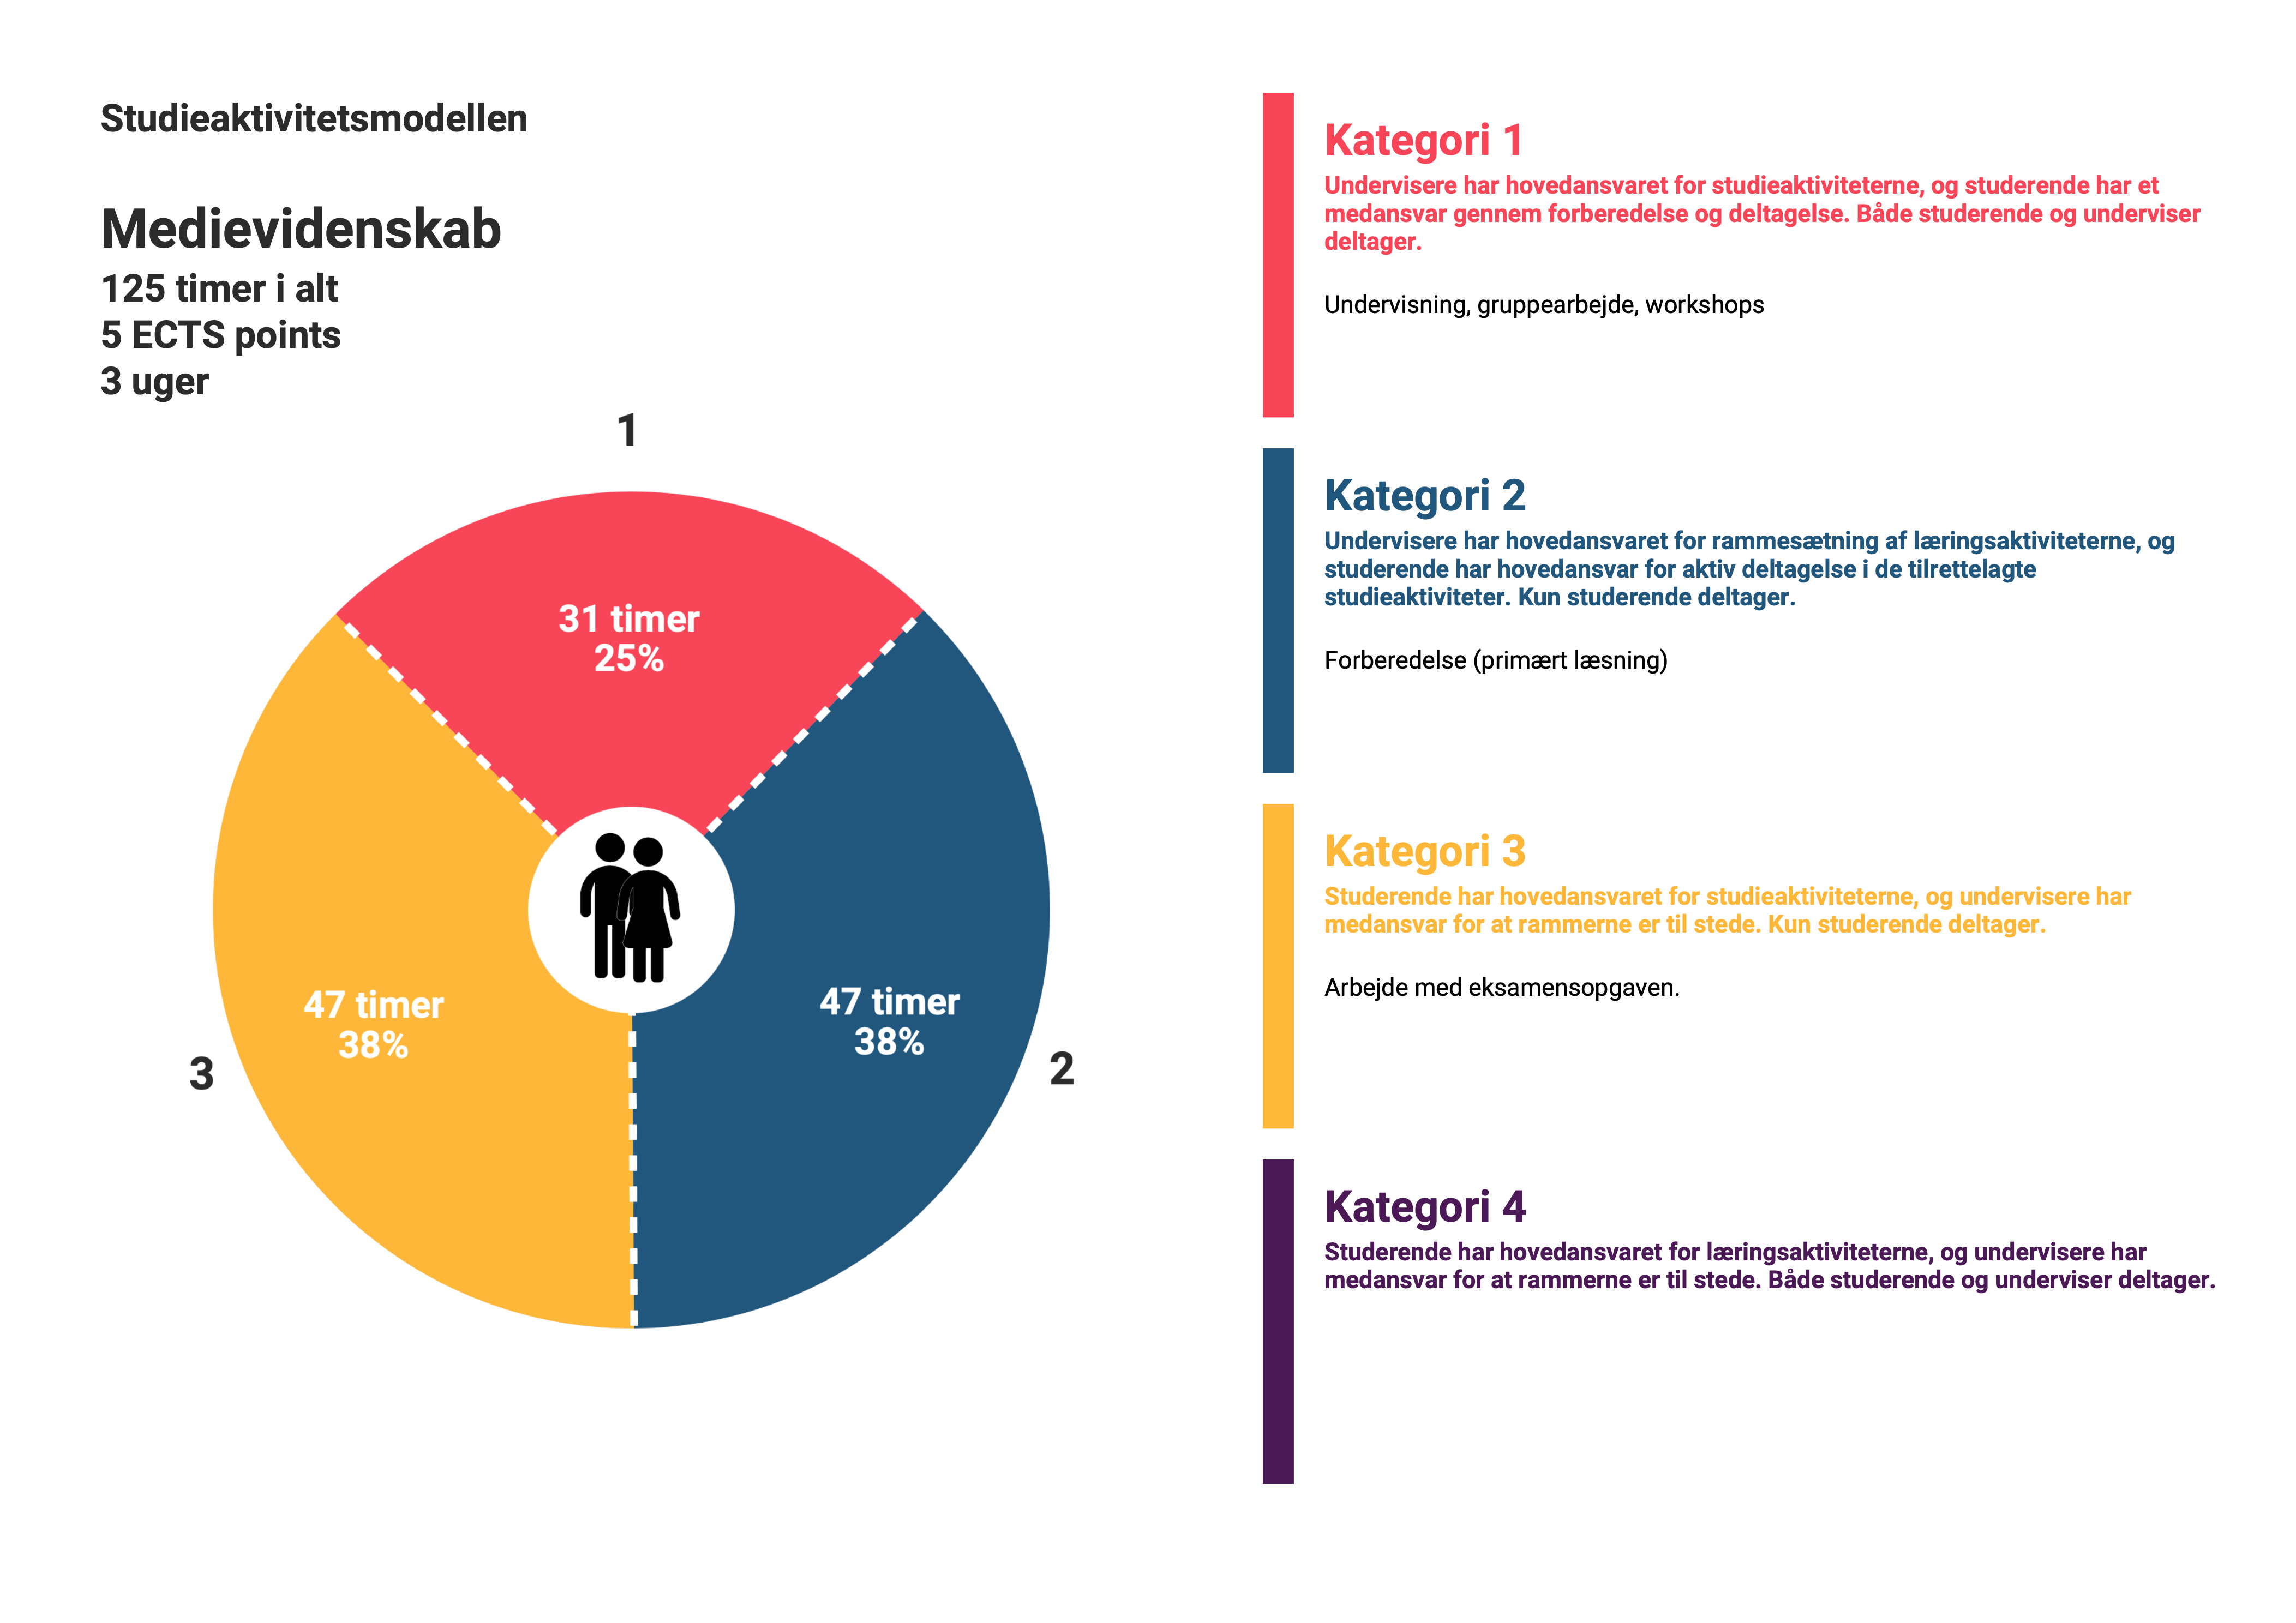 Studieaktivitetsmodellen
Medievidenskab
125 timer i alt
5 ECTS points
3 uger
1
31 timer
25%
47 timer
38%
3
47 timer
38%
2
Kategori 1
Undervisere har hovedansvaret for studieaktiviteterne, og studerende har et
medansvar gennem forberedelse og deltagelse. Både studerende og underviser
deltager.
Undervisning, gruppearbejde, workshops
Kategori 2
Undervisere har hovedansvaret for rammesætning af læringsaktiviteterne, og
studerende har hovedansvar for aktiv deltagelse i de tilrettelagte
studieaktiviteter. Kun studerende deltager.
Forberedelse (primært læsning)
Kategori 3
Studerende har hovedansvaret for studieaktiviteterne, og undervisere har
medansvar for at rammerne er til stede. Kun studerende deltager.
Arbejde med eksamensopgaven.
Kategori 4
Studerende har hovedansvaret for læringsaktiviteterne, og undervisere har
medansvar for at rammerne er til stede. Både studerende og underviser deltager.